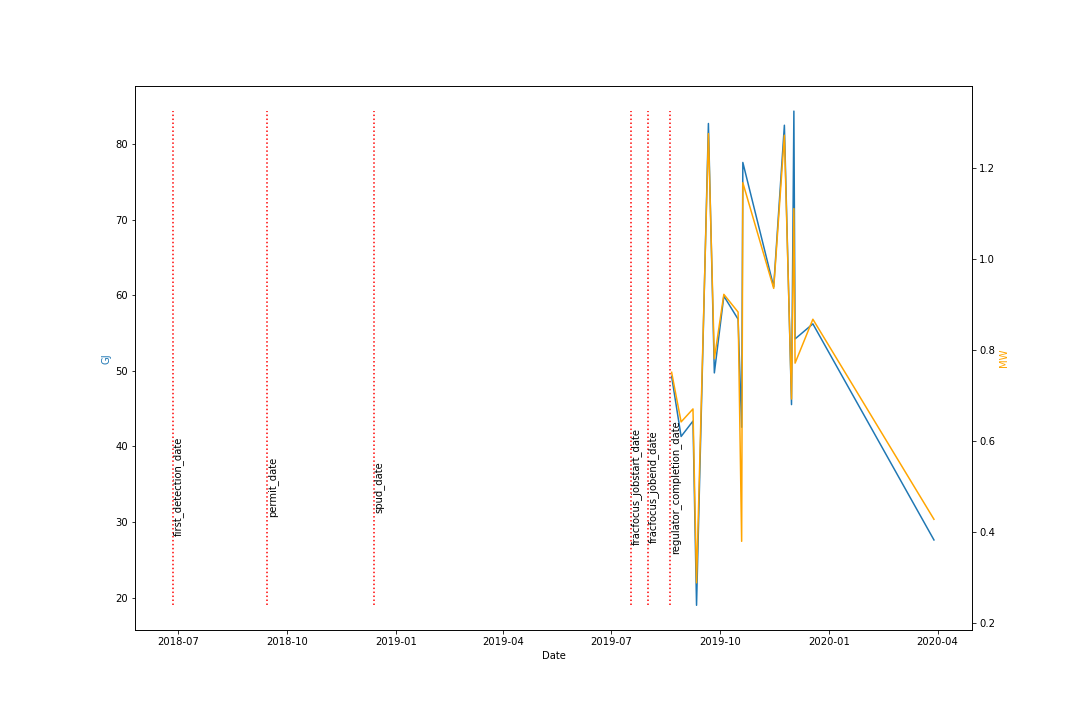 80
70
60
50
40
30
20
GJ
first_detection_date
permit_date
spud_date
fracfocus_jobstart_date
fracfocus_jobend_date
regulator_completion_date
1.2
1.0
0.8
0.6
0.4
0.2
MW
2018-07
2018-10
2019-01
2019-04
2019-07
2019-10
2020-01
2020-04
Date